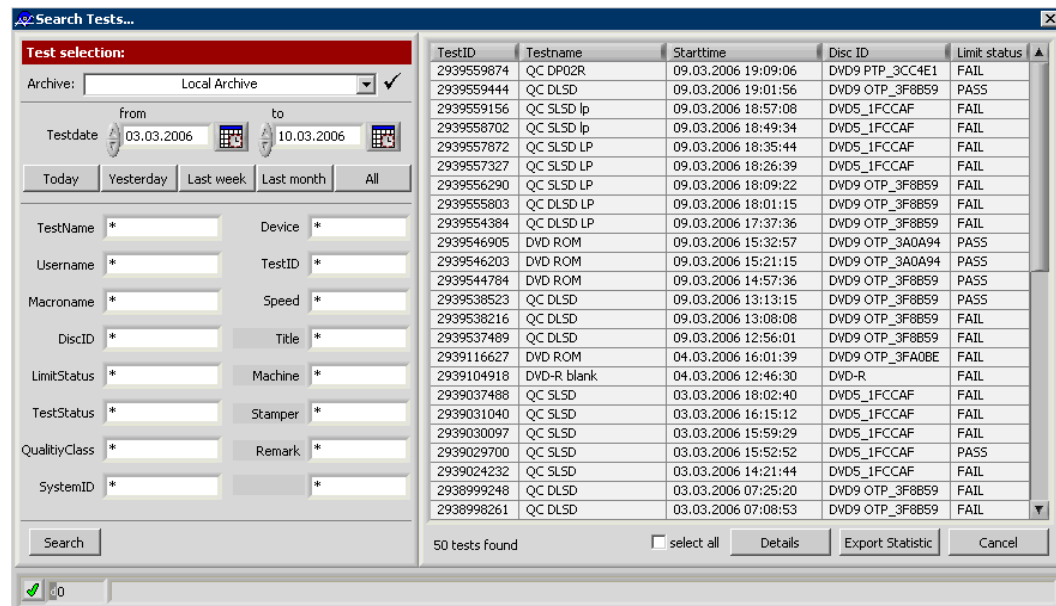 Search Tests...
Test selection:
Archive: Local Archive
from to
Testdate 03.03.2006 10.03.2006
Today Yesterday Last week Last month All
TestName * Device *
Username * TestID *
Macroname * Speed *
DiscID * Title *
LimitStatus * Machine *
TestStatus * Stamper *
QualitiyClass * Remark *
SystemID * *
Search
TestID Testname Starttime Disc ID Limit status
2939559874 QC DP02R 09.03.2006 19:09:06 DVD9 PTP_3CC4E1 FAIL
2939559444 QC DLSD 09.03.2006 19:01:56 DVD9 OTP_3F8B59 PASS
2939559156 QC SLSD lp 09.03.2006 18:57:08 DVD5_1FCCAF FAIL
2939558702 QC SLSD lp 09.03.2006 18:49:34 DVD5_1FCCAF FAIL
2939557872 QC SLSD LP 09.03.2006 18:35:44 DVD5_1FCCAF FAIL
2939557327 QC SLSD LP 09.03.2006 18:26:39 DVD5_1FCCAF FAIL
2939556290 QC SLSD LP 09.03.2006 18:09:22 DVD9 OTP_3F8B59 FAIL
2939555803 QC DLSD LP 09.03.2006 18:01:15 DVD9 OTP_3F8B59 FAIL
2939554384 QC DLSD LP 09.03.2006 17:37:36 DVD9 OTP_3F8B59 FAIL
2939546905 DVD ROM 09.03.2006 15:32:57 DVD9 OTP_3A0A94 PASS
2939546203 DVD ROM 09.03.2006 15:21:15 DVD9 OTP_3A0A94 PASS
2939544784 DVD ROM 09.03.2006 14:57:36 DVD9 OTP_3F8B59 PASS
2939538523 QC DLSD 09.03.2006 13:13:15 DVD9 OTP_3F8B59 PASS
2939538216 QC DLSD 09.03.2006 13:08:08 DVD9 OTP_3F8B59 FAIL
2939537489 QC DLSD 09.03.2006 12:56:01 DVD9 OTP_3F8B59 FAIL
2939116627 DVD ROM 04.03.2006 16:01:39 DVD9 OTP_3FA0BE FAIL
2939104918 DVD-R blank 04.03.2006 12:46:30 DVD-R FAIL
2939037488 QC SLSD 03.03.2006 18:02:40 DVD5_1FCCAF FAIL
2939031040 QC SLSD 03.03.2006 16:15:12 DVD5_1FCCAF FAIL
2939030097 QC SLSD 03.03.2006 15:59:29 DVD5_1FCCAF FAIL
2939029700 QC SLSD 03.03.2006 15:52:52 DVD5_1FCCAF PASS
2939024232 QC SLSD 03.03.2006 14:21:44 DVD5_1FCCAF FAIL
2938999248 QC DLSD 03.03.2006 07:25:20 DVD9 OTP_3F8B59 FAIL
2938998261 QC DLSD 03.03.2006 07:08:53 DVD9 OTP_3F8B59 FAIL
50 tests found select all Details Export Statistic Cancel
d0